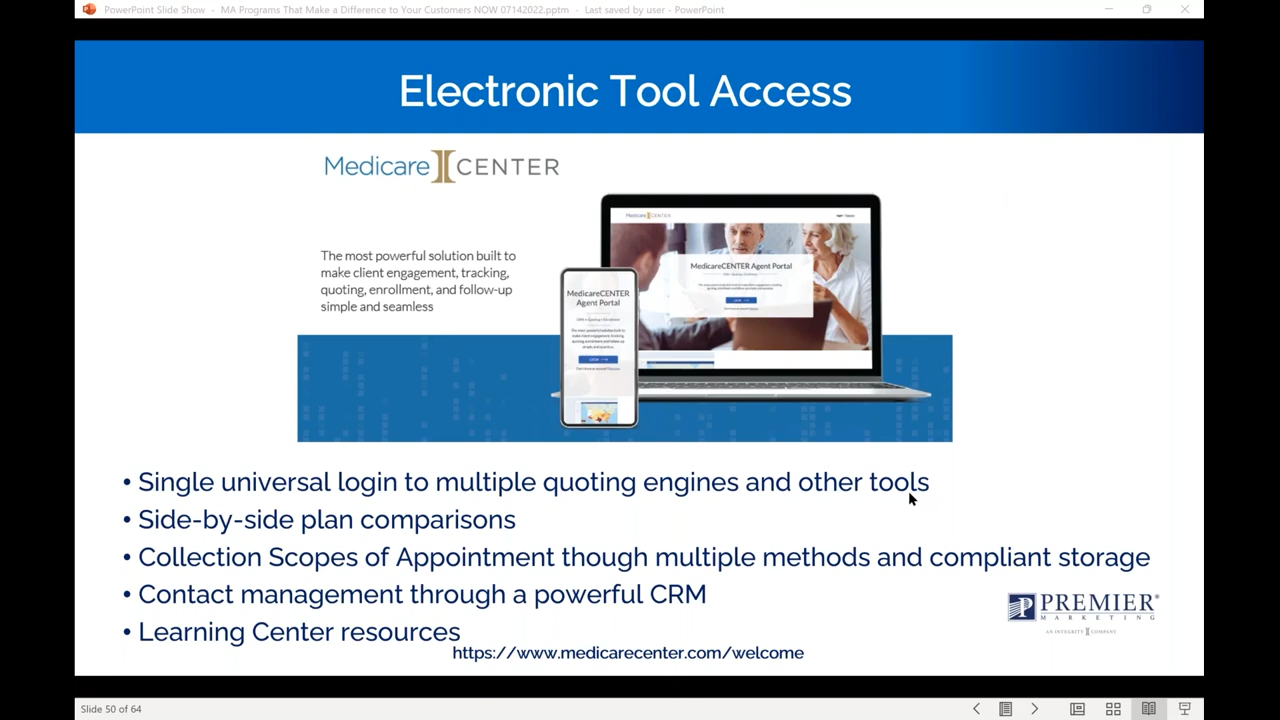 PowerPoint Slide Show - MA Programs That Make a Difference to Your Customers NOW 07142022.pptm - Last saved by user - PowerPoint
Electronic Tool Access
Medicare CENTER
The most powerful solution built to
make client engagement, tracking,
quoting, enrollment, and follow-up
simple and seamless
MedicareCENTER
MedicareCENTER Agent Portal
LOGIN
MedicareCENTER
Agent Portal
LOGIN
• Single universal login to multiple quoting engines and other tools
• Side-by-side plan comparisons
• Collection Scopes of Appointment though multiple methods and compliant storage
• Contact management through a powerful CRM
• Learning Center resources
https://www.medicarecenter.com/welcome
PREMIER
MARKETING
AN INTEGRITY COMPANY
Slide 50 of 64